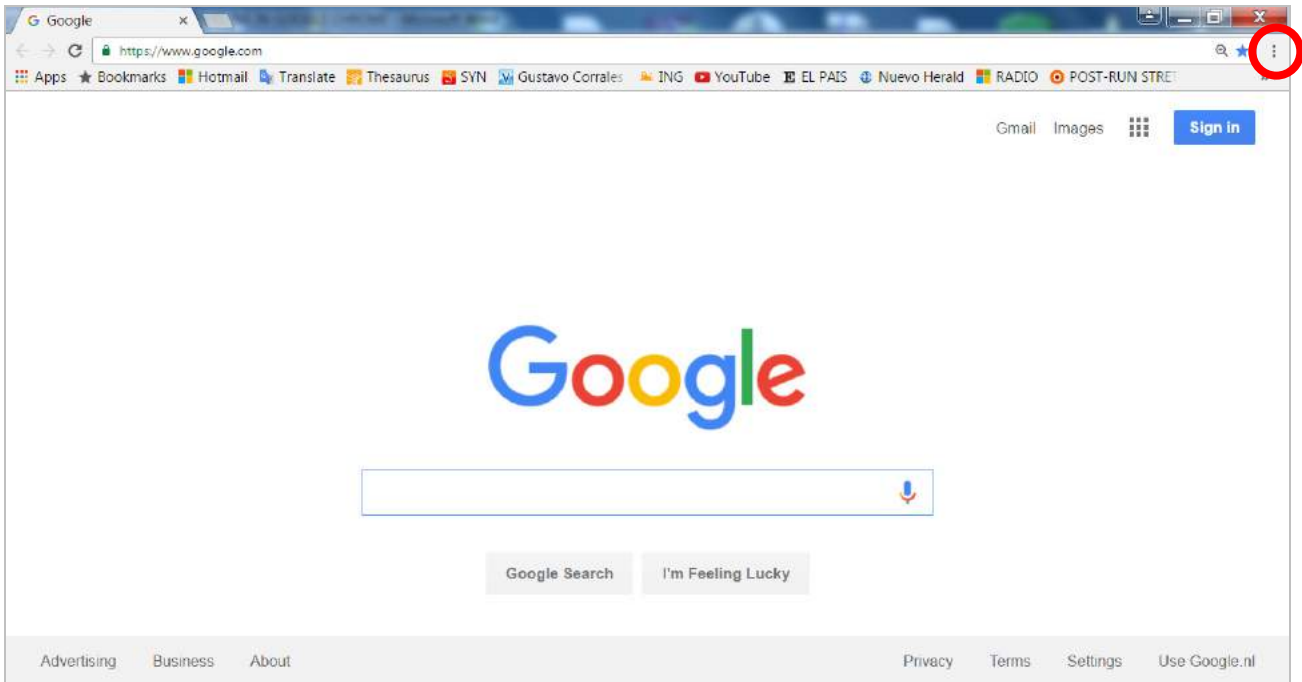 G Google
https://www.google.com
Apps Bookmarks Hotmail Translate Thesaurus SYN Gustavo Corrales ING YouTube EL PAIS Nuevo Herald RADIO POST-RUN STRET
Gmail Images Sign in
Google
Google Search I'm Feeling Lucky
Advertising Business About Privacy Terms Settings Use Google.nl